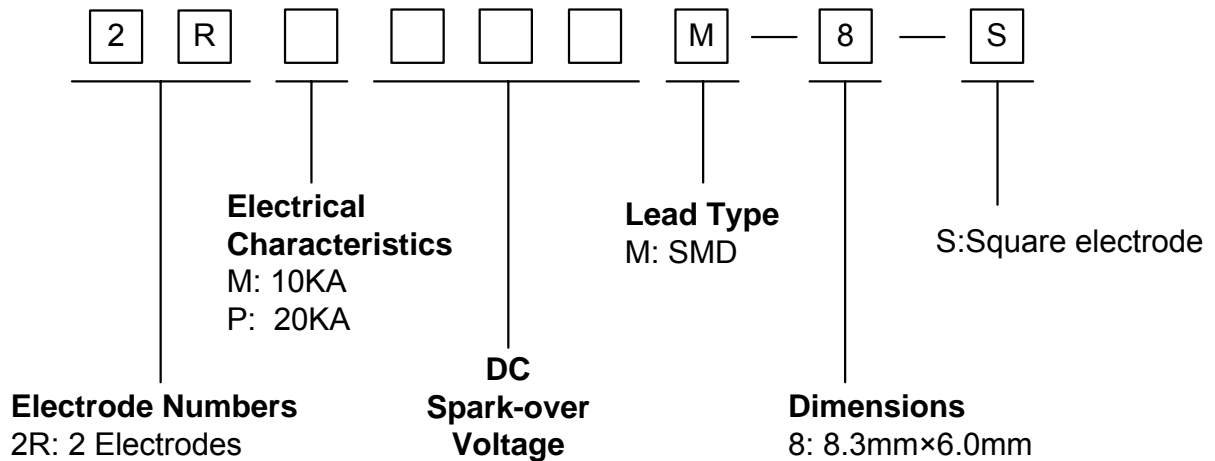 2 R M — 8 — S
Electrical
Characteristics
M: 10KA
P: 20KA
Lead Type
M: SMD
S:Square electrode
DC
Spark-over
Voltage
Electrode Numbers
2R: 2 Electrodes
Dimensions
8: 8.3mm×6.0mm